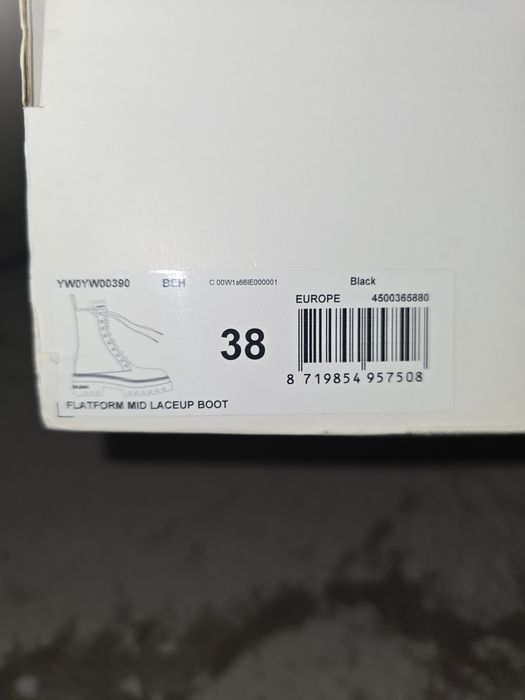 YW0YW00390 BEH C 00W1s66IE000001 Black
EUROPE 4500365880
38
8 719854 957508
FLATFORM MID LACEUP BOOT